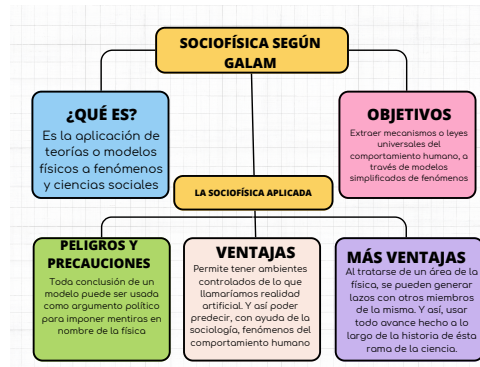 SOCIOFÍSICA SEGÚN
GALAM
¿QUÉ ES?
Es la aplicación de
teorías o modelos
físicos a fenómenos
y ciencias sociales
OBJETIVOS
Extraer mecanismos o leyes
universales del
comportamiento humano, a
través de modelos
simplificados de fenómenos
LA SOCIOFÍSICA APLICADA
PELIGROS Y
PRECAUCIONES
Toda conclusión de un
modelo puede ser usada
como argumento político
para imponer mentiras en
nombre de la física
VENTAJAS
Permite tener ambientes
controlados de lo que
llamaríamos realidad
artificial. Y así poder
predecir, con ayuda de la
sociología, fenómenos del
comportamiento humano
MÁS VENTAJAS
Al tratarse de un área de la
física, se pueden generar
lazos con otros miembros
de la misma. Y así, usar
todo avance hecho a lo
largo de la historia de ésta
rama de la ciencia.